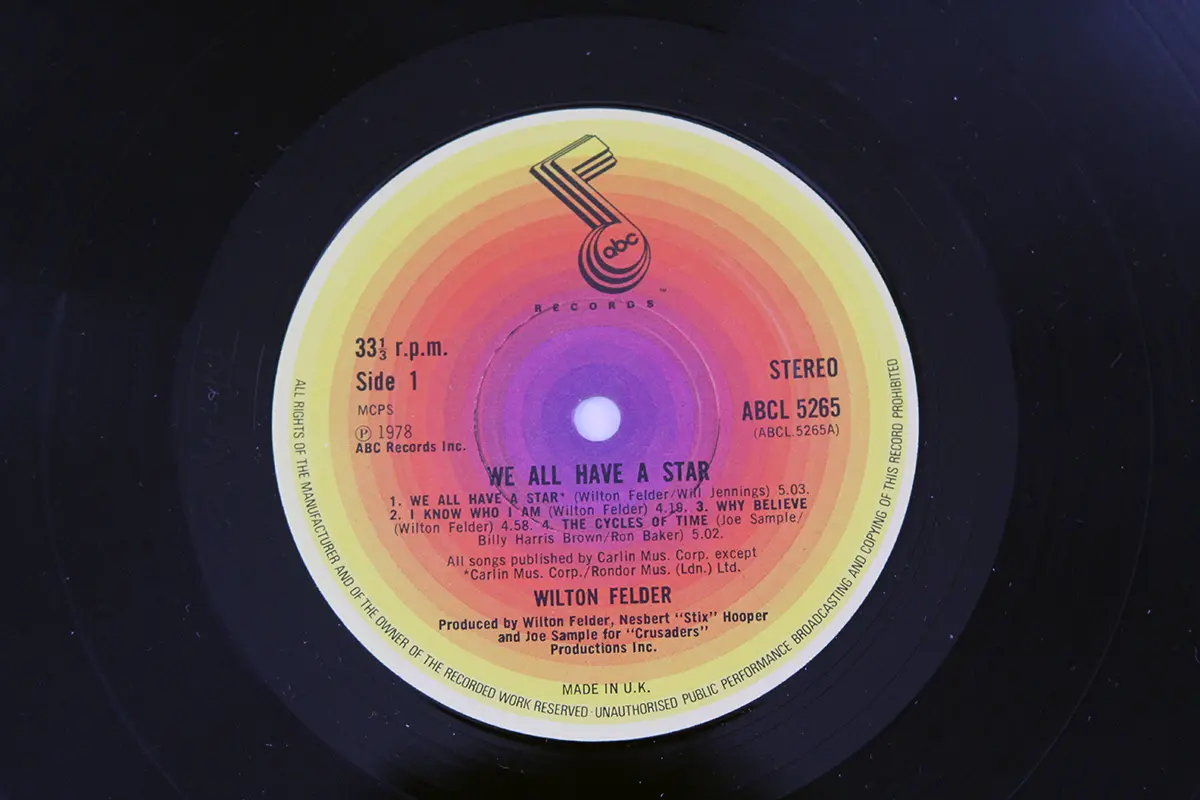 abc
RECORDS
™
33⅓ r.p.m.
Side 1
MCPS
Ⓟ 1978
ABC Records Inc.
STEREO
ABCL 5265
(ABCL.5265A)
WE ALL HAVE A STAR
1. WE ALL HAVE A STAR* (Wilton Felder/Will Jennings) 5.03.
2. I KNOW WHO I AM (Wilton Felder) 4.18. 3. WHY BELIEVE
(Wilton Felder) 4.58. 4. THE CYCLES OF TIME (Joe Sample/
Billy Harris Brown/Ron Baker) 5.02.
All songs published by Carlin Mus. Corp. except
*Carlin Mus. Corp./Rondor Mus. (Ldn.) Ltd.
WILTON FELDER
Produced by Wilton Felder, Nesbert "Stix" Hooper
and Joe Sample for "Crusaders"
Productions Inc.
MADE IN U.K.
ALL RIGHTS OF THE MANUFACTURER AND OF THE OWNER OF THE RECORDED WORK RESERVED · UNAUTHORISED PUBLIC PERFORMANCE BROADCASTING AND COPYING OF THIS RECORD PROHIBITED